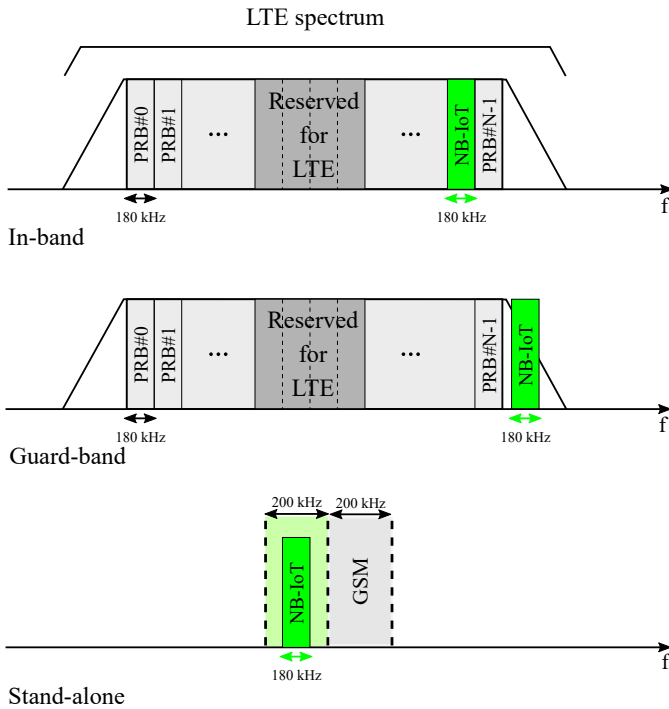 LTE spectrum
PRB#0
PRB#1
...
Reserved
for
LTE
...
NB-IoT
PRB#N-1
180 kHz
180 kHz
f
In-band
PRB#0
PRB#1
...
Reserved
for
LTE
...
PRB#N-1
NB-IoT
180 kHz
180 kHz
f
Guard-band
200 kHz
200 kHz
NB-IoT
GSM
180 kHz
f
Stand-alone